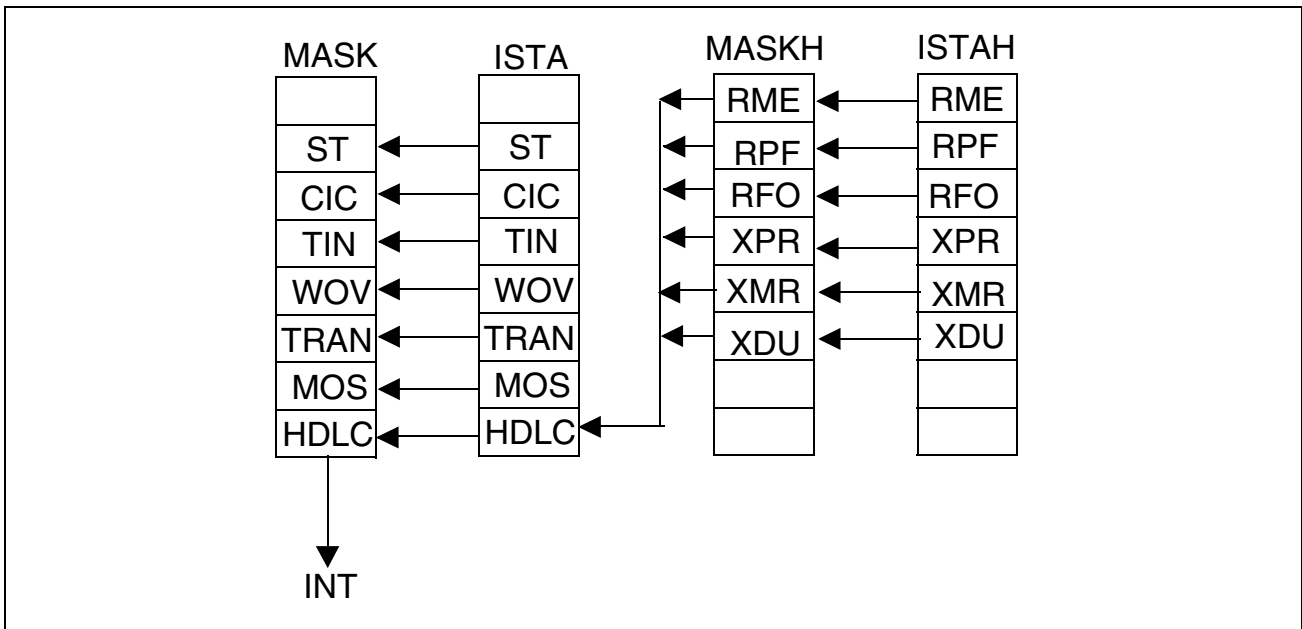 MASK ISTA MASKH ISTAH
RME RME
ST ST RPF RPF
CIC CIC RFO RFO
TIN TIN XPR XPR
WOV WOV XMR XMR
TRAN TRAN XDU XDU
MOS MOS
HDLC HDLC
INT